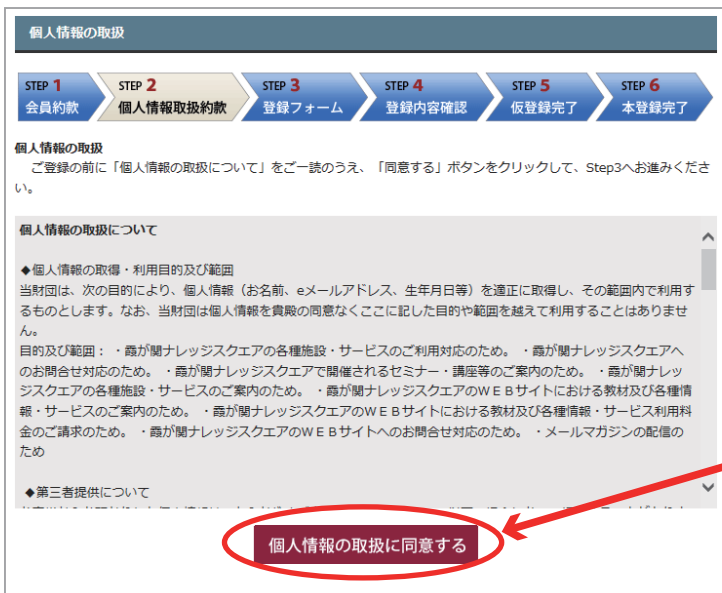 個人情報の取扱
STEP 1
会員約款
STEP 2
個人情報取扱約款
STEP 3
登録フォーム
STEP 4
登録内容確認
STEP 5
仮登録完了
STEP 6
本登録完了
個人情報の取扱
ご登録の前に「個人情報の取扱について」をご一読のうえ、「同意する」ボタンをクリックして、Step3へお進みくださ
い。
個人情報の取扱について
◆個人情報の取得・利用目的及び範囲
当財団は、次の目的により、個人情報（お名前、eメールアドレス、生年月日等）を適正に取得し、その範囲内で利用す
るものとします。なお、当財団は個人情報を貴殿の同意なくここに記した目的や範囲を越えて利用することはありませ
ん。
目的及び範囲： ・霞が関ナレッジスクエアの各種施設・サービスのご利用対応のため。 ・霞が関ナレッジスクエアへ
のお問合せ対応のため。 ・霞が関ナレッジスクエアで開催されるセミナー・講座等のご案内のため。 ・霞が関ナレッ
ジスクエアの各種施設・サービスのご案内のため。 ・霞が関ナレッジスクエアのＷＥＢサイトにおける教材及び各種情
報・サービスのご案内のため。 ・霞が関ナレッジスクエアのＷＥＢサイトにおける教材及び各種情報・サービス利用料
金のご請求のため。 ・霞が関ナレッジスクエアのＷＥＢサイトへのお問合せ対応のため。 ・メールマガジンの配信の
ため
◆第三者提供について
個人情報の取扱に同意する